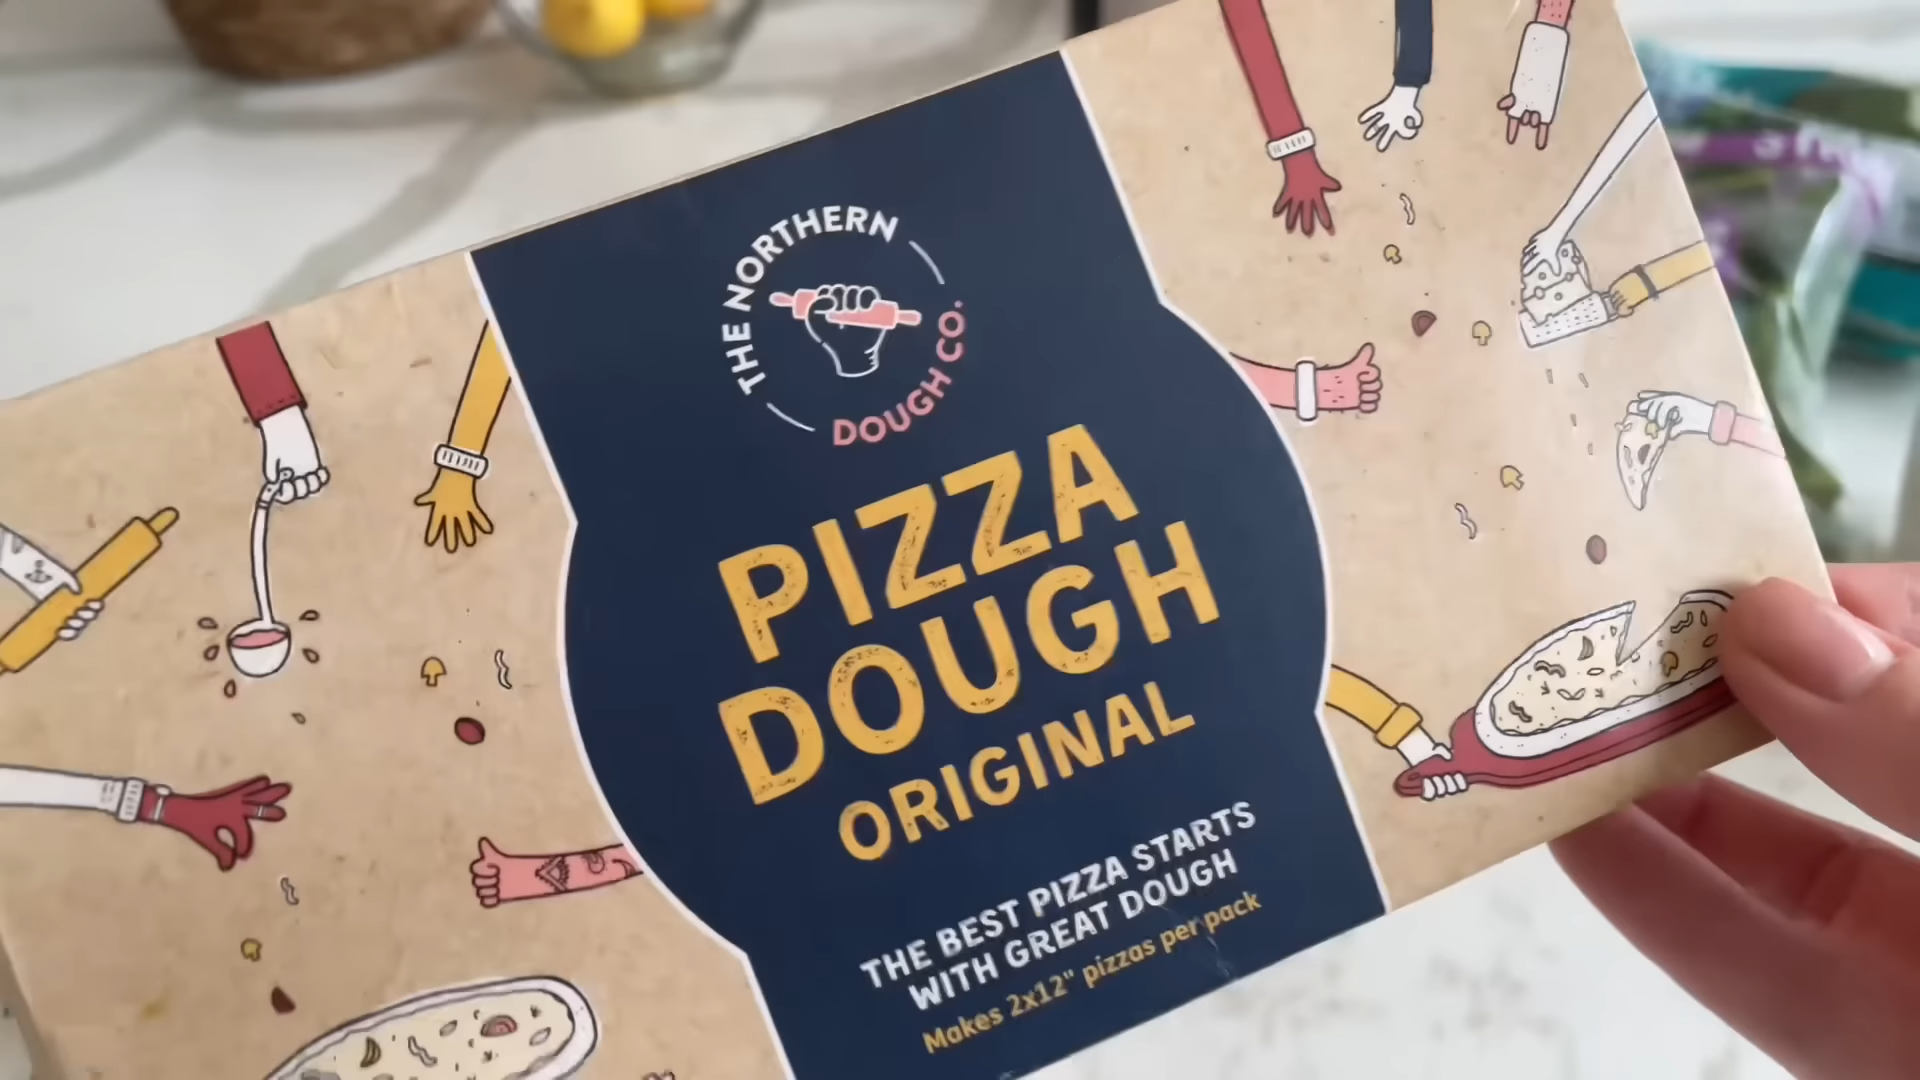 THE NORTHERN
DOUGH CO.
PIZZA
DOUGH
ORIGINAL
THE BEST PIZZA STARTS
WITH GREAT DOUGH
Makes 2x12" pizzas per pack